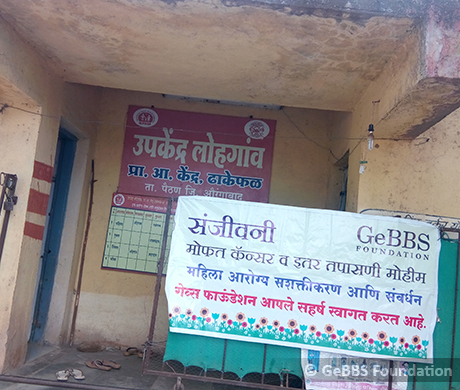 उपकेंद्र लोहगांव
प्रा. आ. केंद्र, ढाकेफळ
ता. पैठण जि. औरंगाबाद
संजीवनी
GeBBS
FOUNDATION
मोफत कॅन्सर व इतर तपासणी मोहीम
महिला आरोग्य सशक्तीकरण आणि संवर्धन
गेब्स फाऊंडेशन आपले सहर्ष स्वागत करत आहे.
© GeBBS Foundation